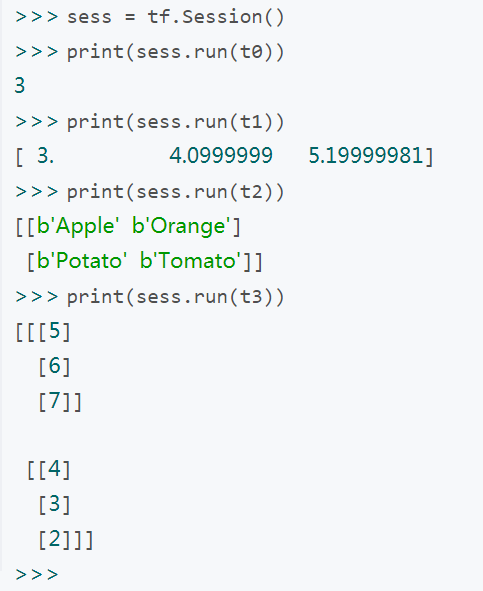 >>> sess = tf.Session()
>>> print(sess.run(t0))
3
>>> print(sess.run(t1))
[ 3.          4.0999999   5.19999981]
>>> print(sess.run(t2))
[[b'Apple' b'Orange']
 [b'Potato' b'Tomato']]
>>> print(sess.run(t3))
[[[5]
  [6]
  [7]]

 [[4]
  [3]
  [2]]]
>>>